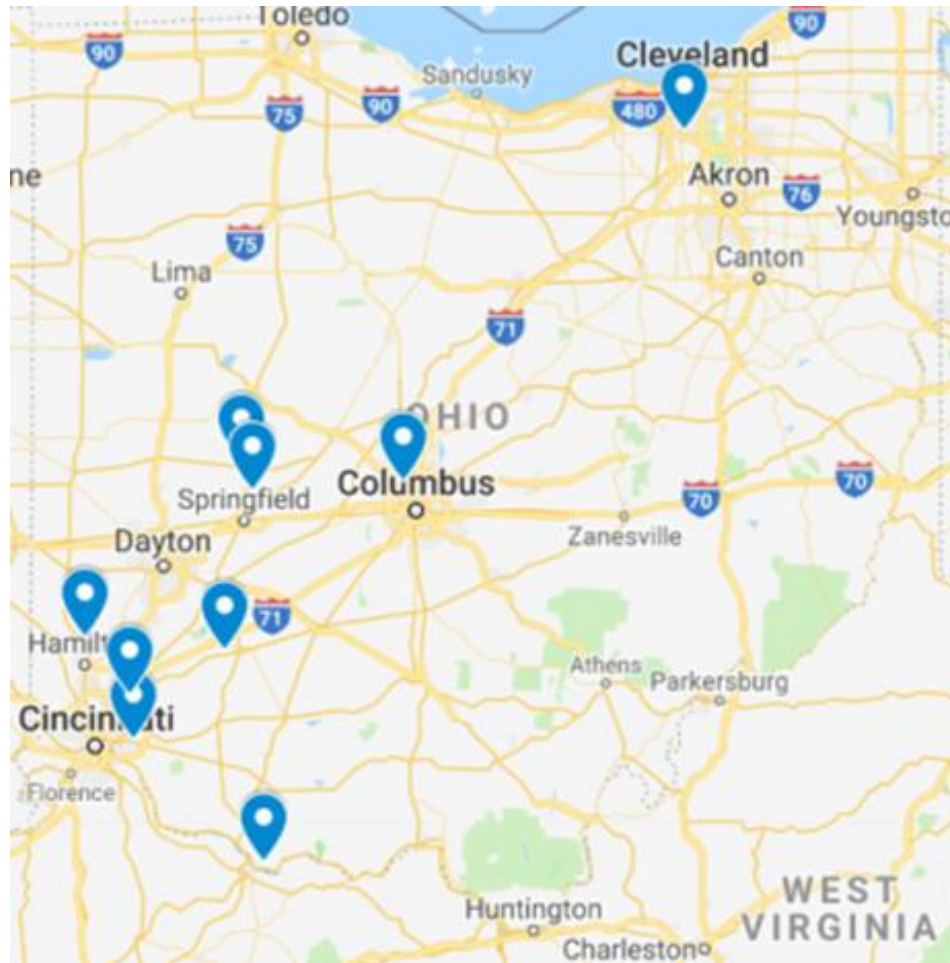 Toledo
90
90
Cleveland
Sandusky
75
90
480
ne
Akron
76
Youngsto
75
Lima
Canton
71
OHIO
Columbus
Springfield
70
70
Dayton
Zanesville
71
Hamilt
Athens
Parkersburg
Cincinnati
Florence
WEST
VIRGINIA
Huntington
Charleston